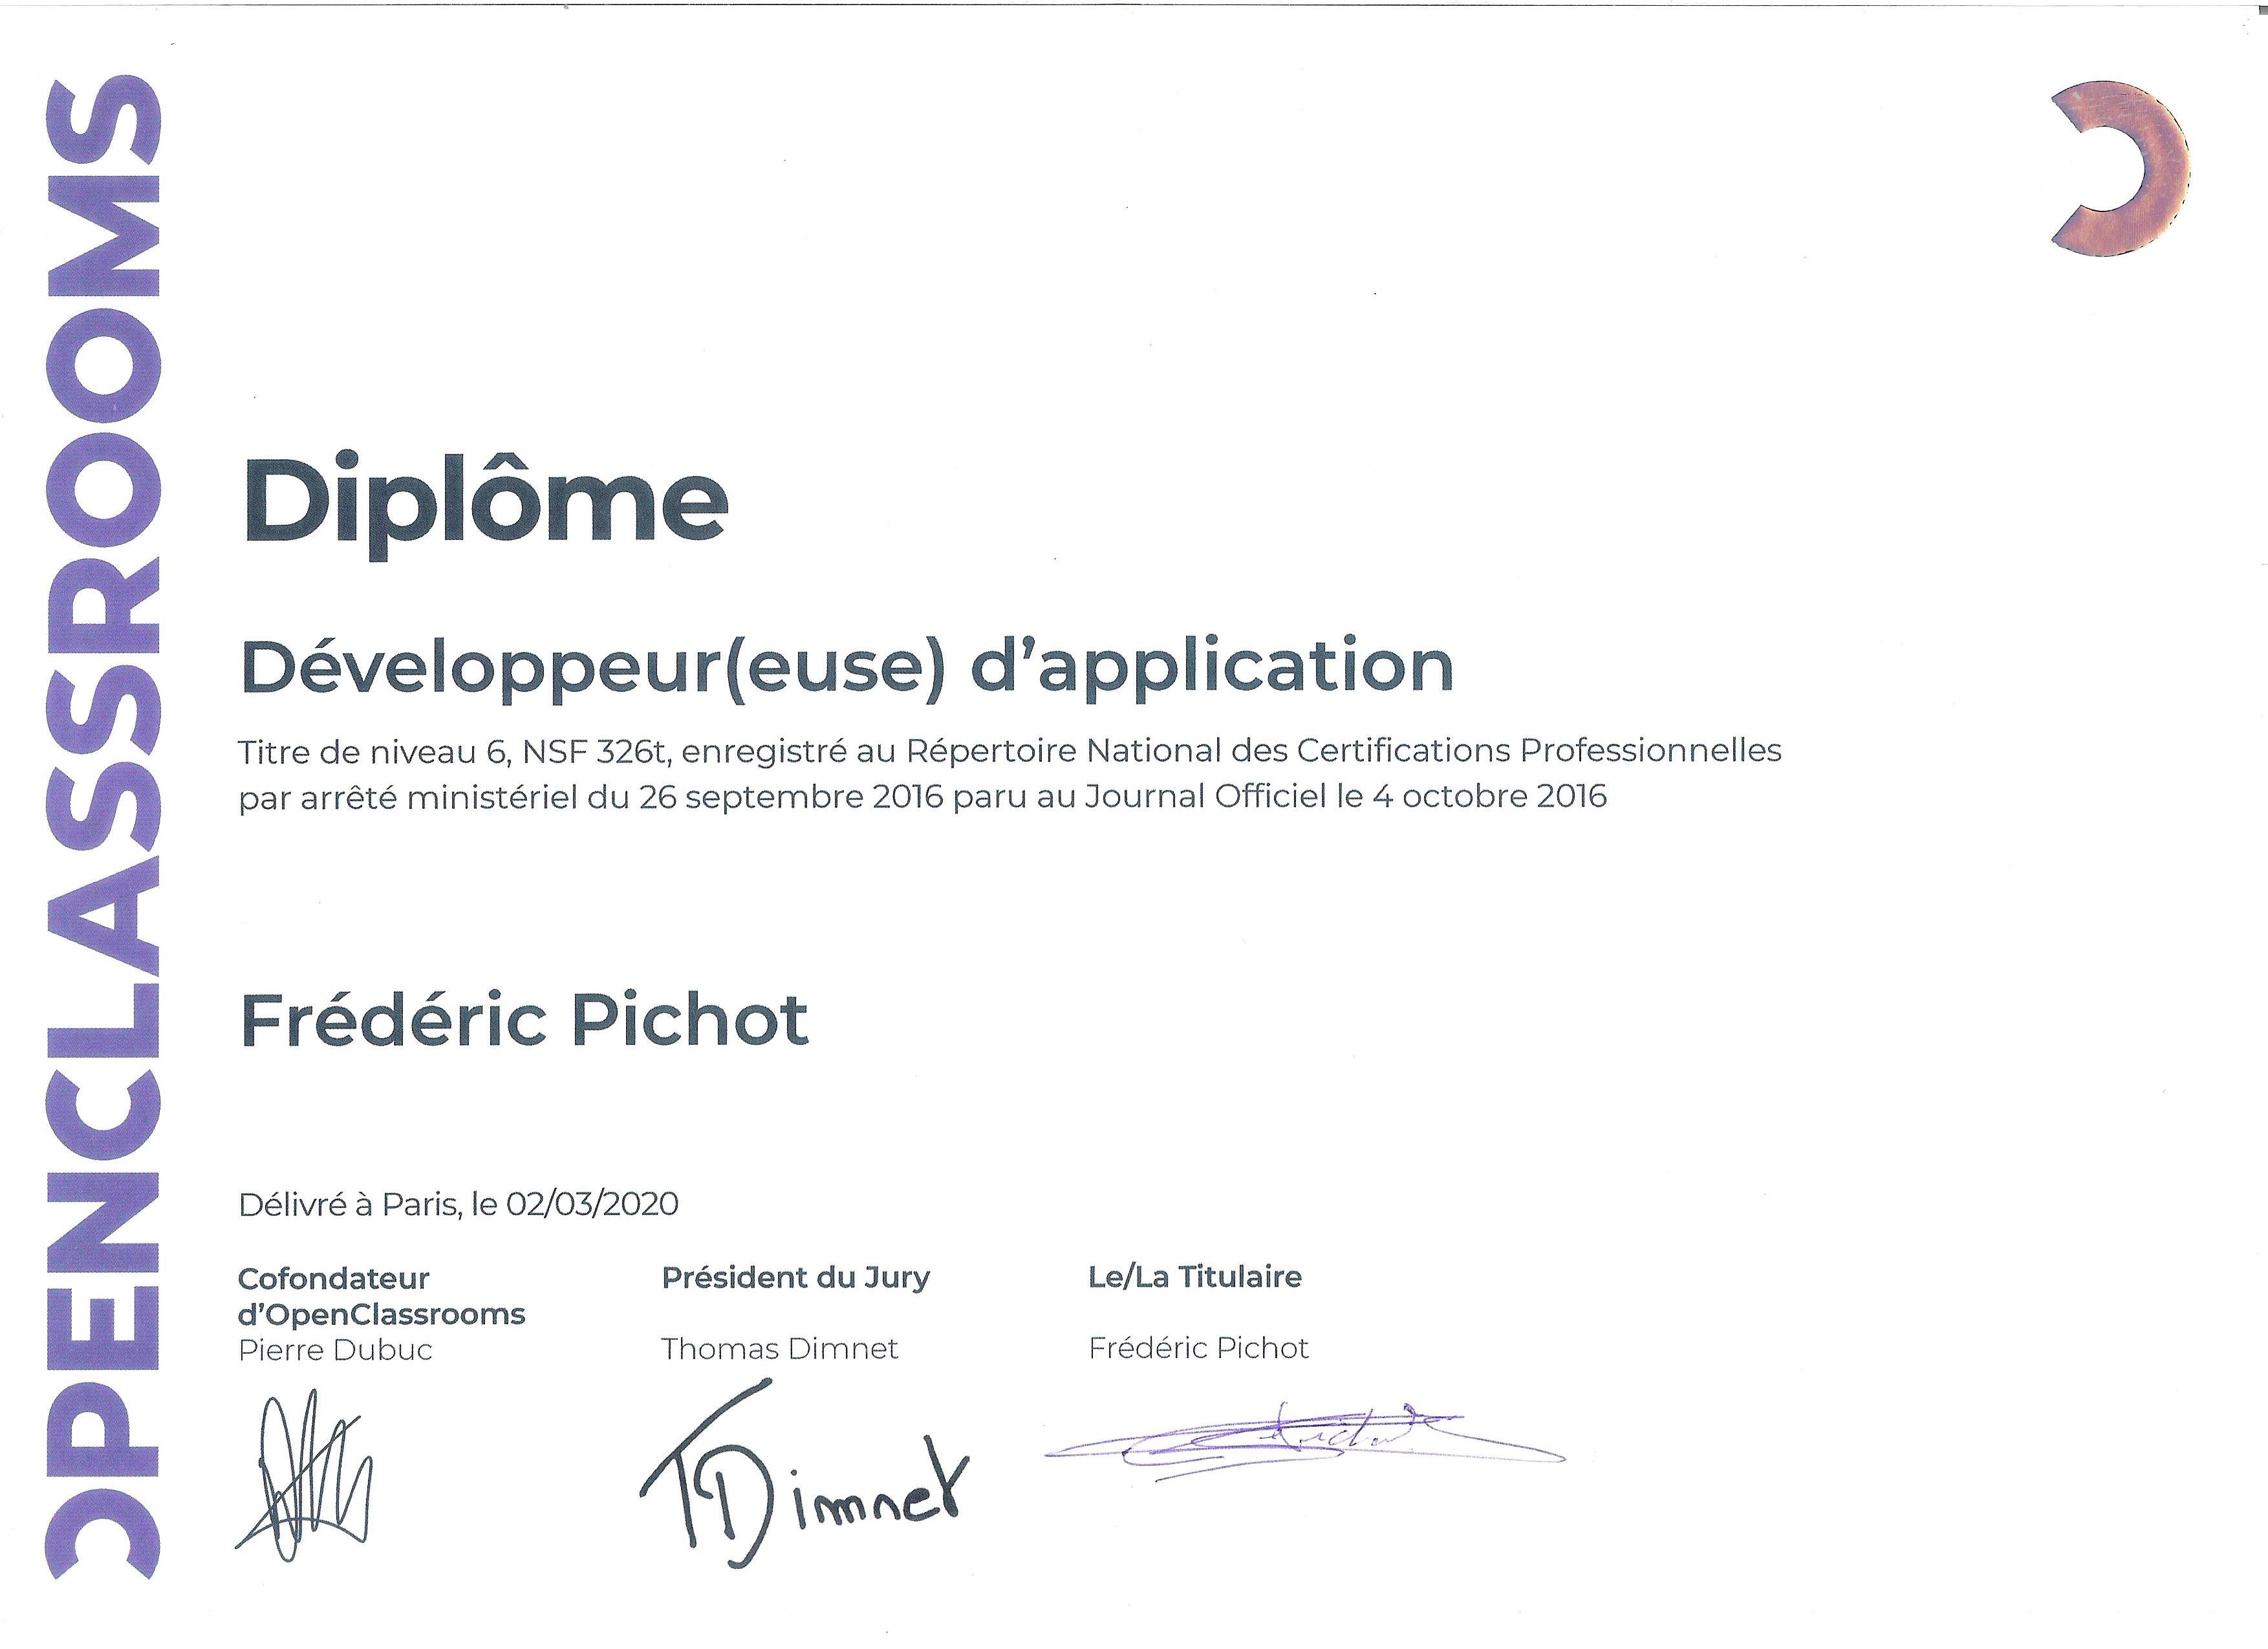 OPENCLASSROOMS
Diplôme
Développeur(euse) d’application
Titre de niveau 6, NSF 326t, enregistré au Répertoire National des Certifications Professionnelles
par arrêté ministériel du 26 septembre 2016 paru au Journal Officiel le 4 octobre 2016
Frédéric Pichot
Délivré à Paris, le 02/03/2020
Cofondateur
d’OpenClassrooms
Pierre Dubuc
Président du Jury
Thomas Dimnet
Le/La Titulaire
Frédéric Pichot
TDimnet